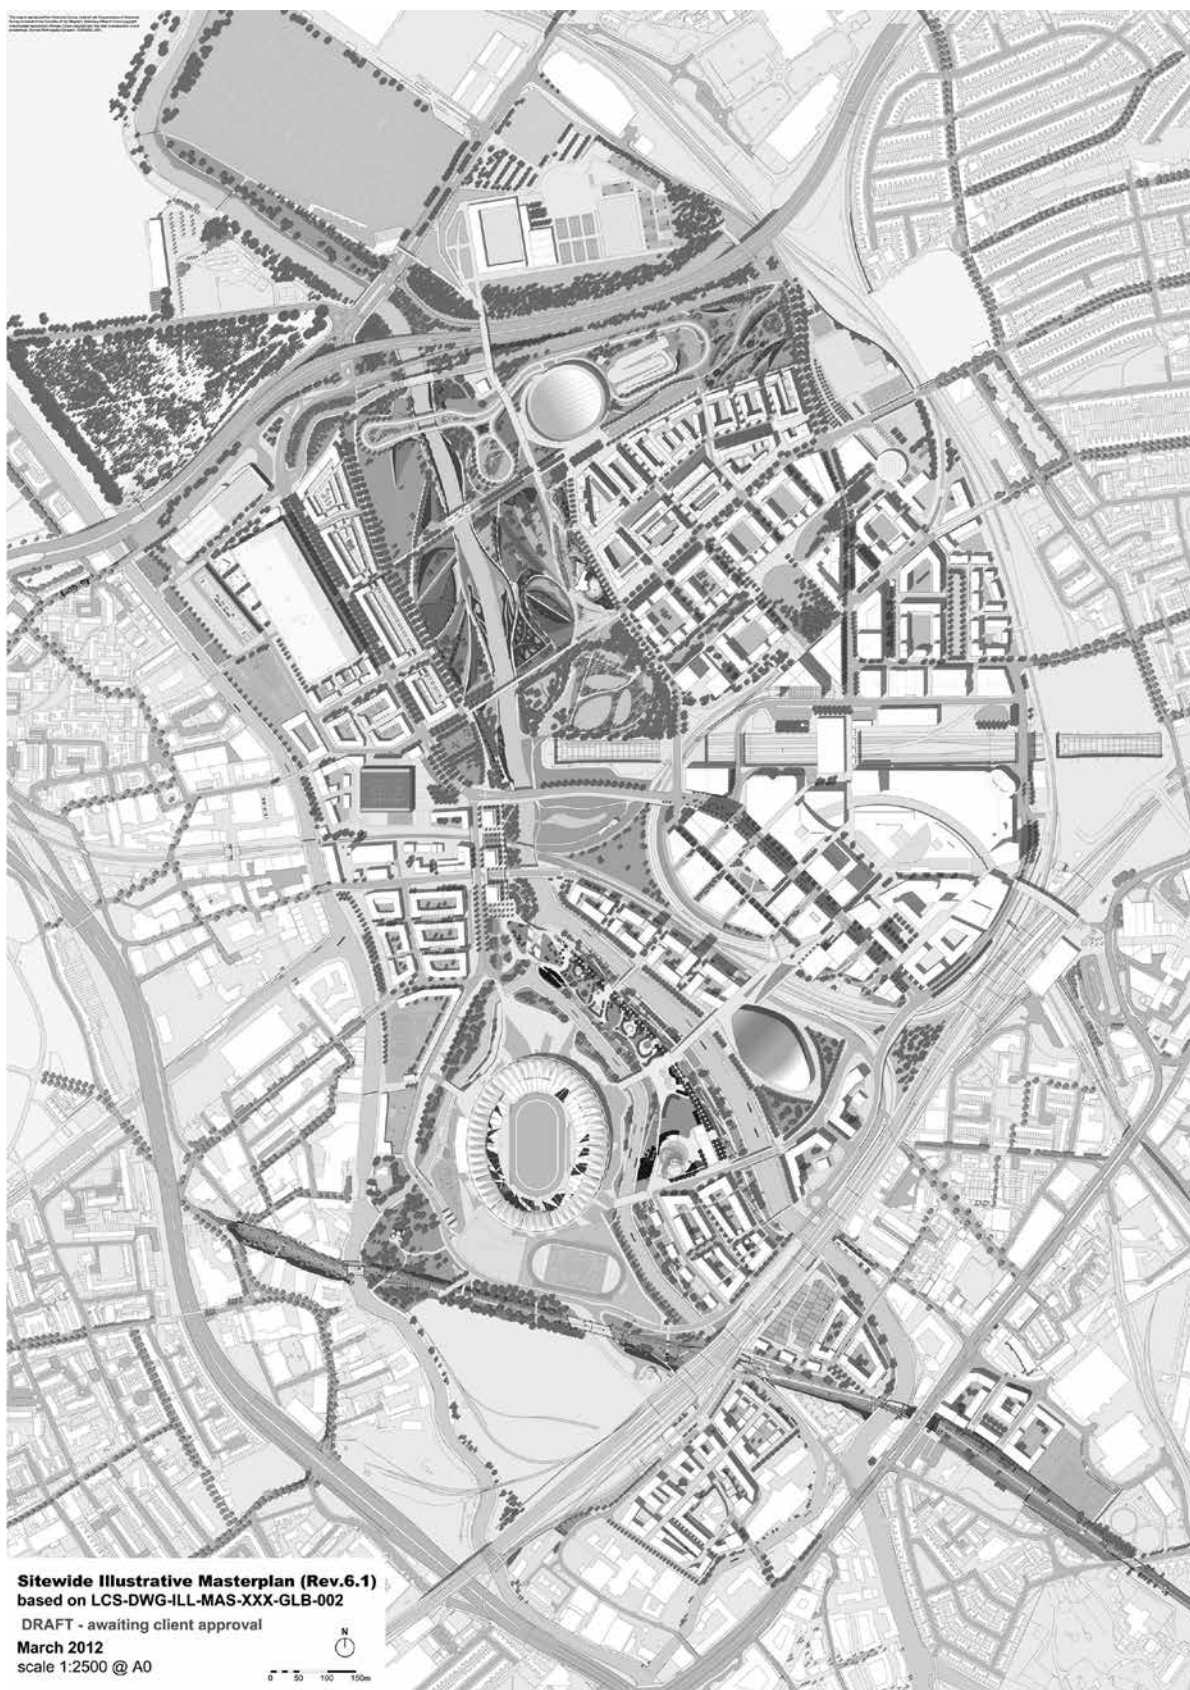 Sitewide Illustrative Masterplan (Rev.6.1)
based on LCS-DWG-ILL-MAS-XXX-GLB-002
DRAFT - awaiting client approval
March 2012
scale 1:2500 @ A0
N
0 50 100 150m